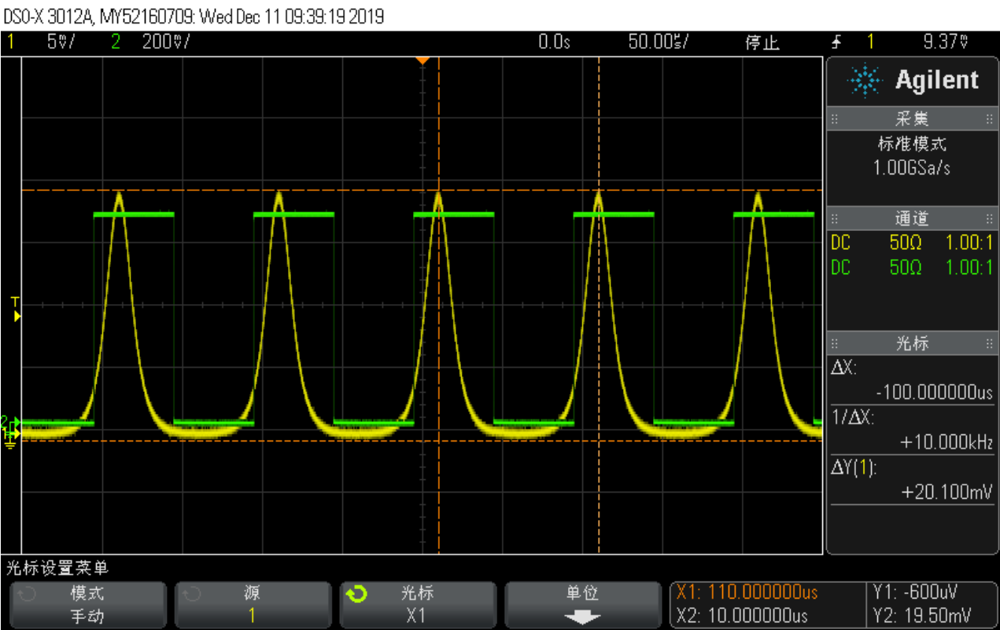 DSO-X 3012A, MY52160709: Wed Dec 11 09:39:19 2019
1 5mV/ 2 200mV/ 0.0s 50.00us/ 停止 1 9.37mV
Agilent
采集
标准模式
1.00GSa/s
通道
DC 50Ω 1.00:1
DC 50Ω 1.00:1
T
光标
ΔX:
-100.000000us
1/ΔX:
+10.000kHz
ΔY(1):
+20.100mV
2
1
光标设置菜单
模式
手动
源
1
光标
X1
单位
X1: 110.000000us
X2: 10.000000us
Y1: -600uV
Y2: 19.50mV